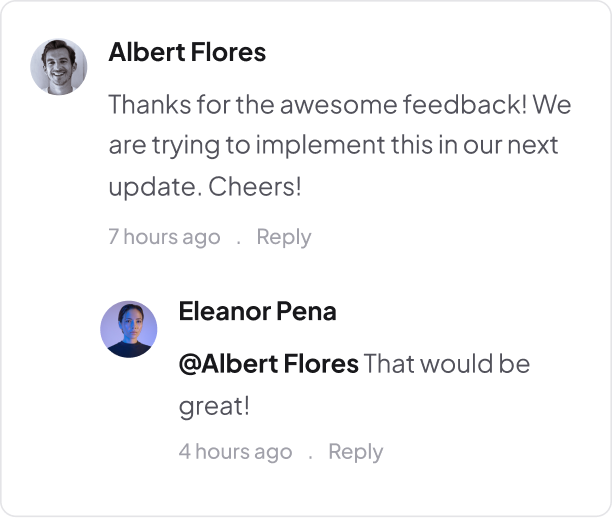 Albert Flores
Thanks for the awesome feedback! We
are trying to implement this in our next
update. Cheers!
7 hours ago . Reply
Eleanor Pena
@Albert Flores That would be
great!
4 hours ago . Reply